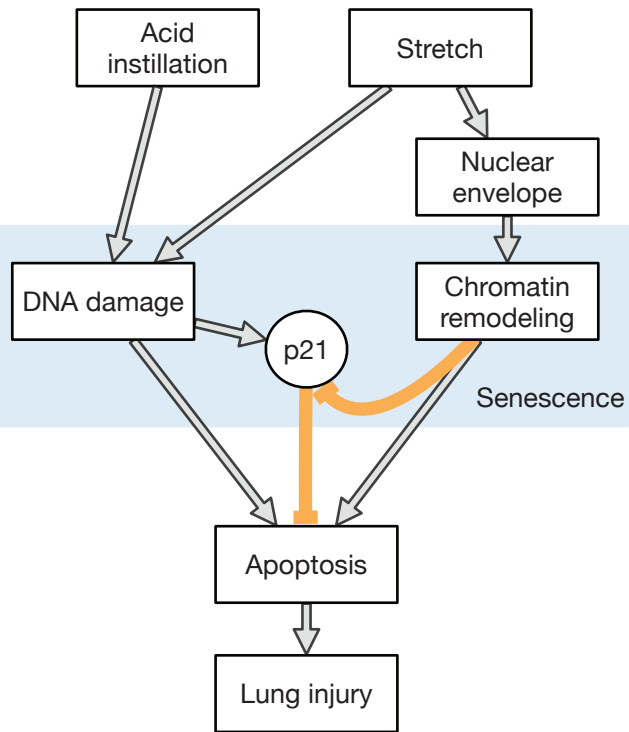 Acid
instillation
Stretch
Nuclear
envelope
DNA damage
p21
Chromatin
remodeling
Senescence
Apoptosis
Lung injury